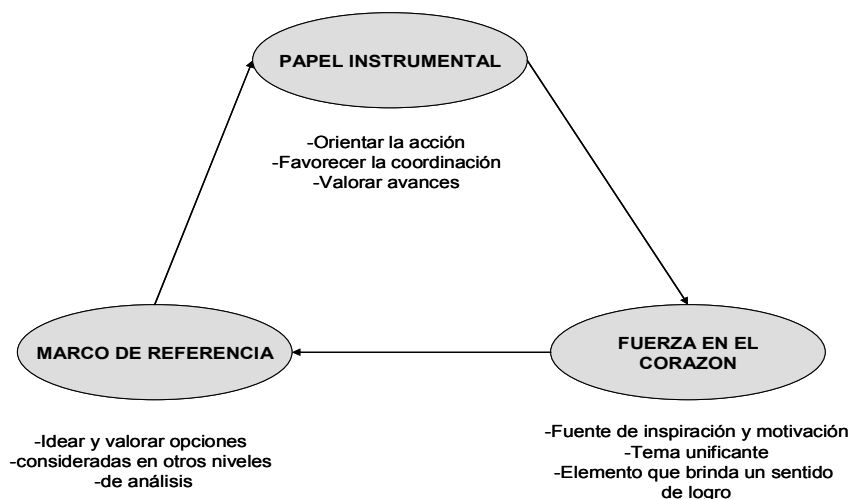 PAPEL INSTRUMENTAL
-Orientar la acción
-Favorecer la coordinación
-Valorar avances
MARCO DE REFERENCIA
FUERZA EN EL
CORAZON
-Idear y valorar opciones
-consideradas en otros niveles
-de análisis
-Fuente de inspiración y motivación
-Tema unificante
-Elemento que brinda un sentido
de logro